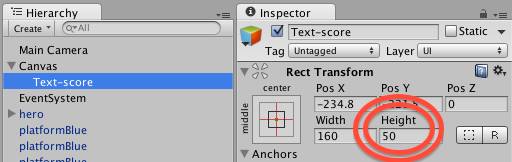 Hierarchy
Create All
Main Camera
Canvas
Text-score
EventSystem
hero
platformBlue
platformBlue
platformBlue
Inspector
Text-score Static
Tag Untagged Layer UI
Rect Transform
center
middle
Pos X Pos Y Pos Z
-234.8 0
Width Height
160 50
R
Anchors